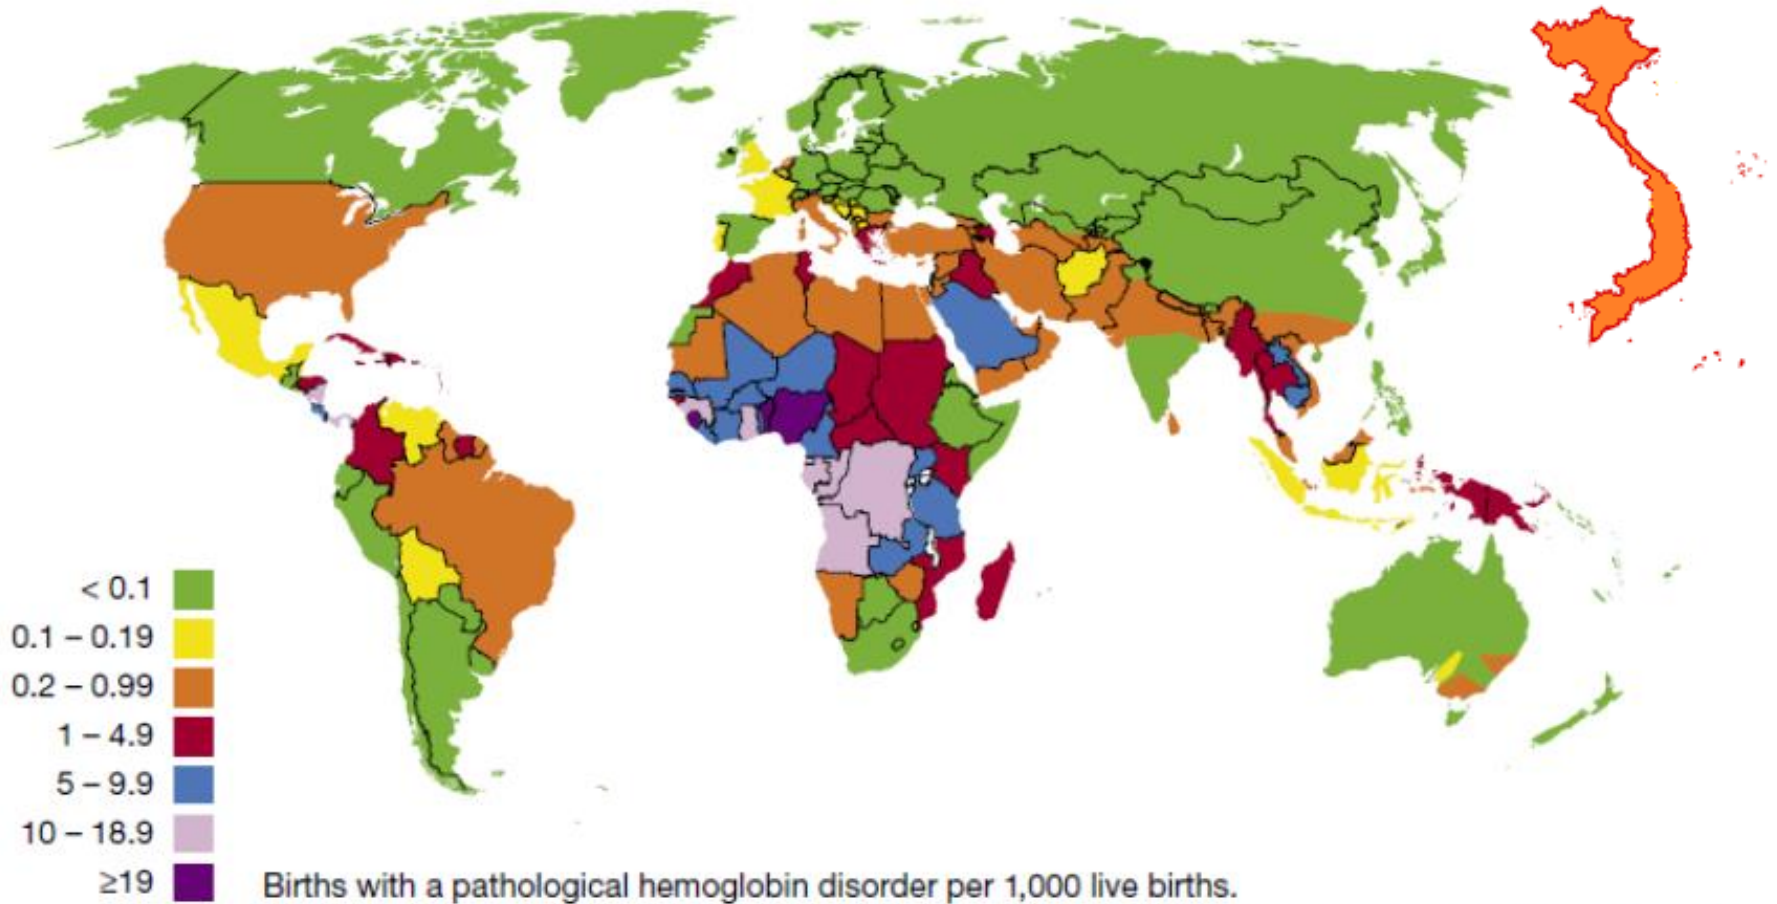 < 0.1
0.1 – 0.19
0.2 – 0.99
1 – 4.9
5 – 9.9
10 – 18.9
≥19
Births with a pathological hemoglobin disorder per 1,000 live births.